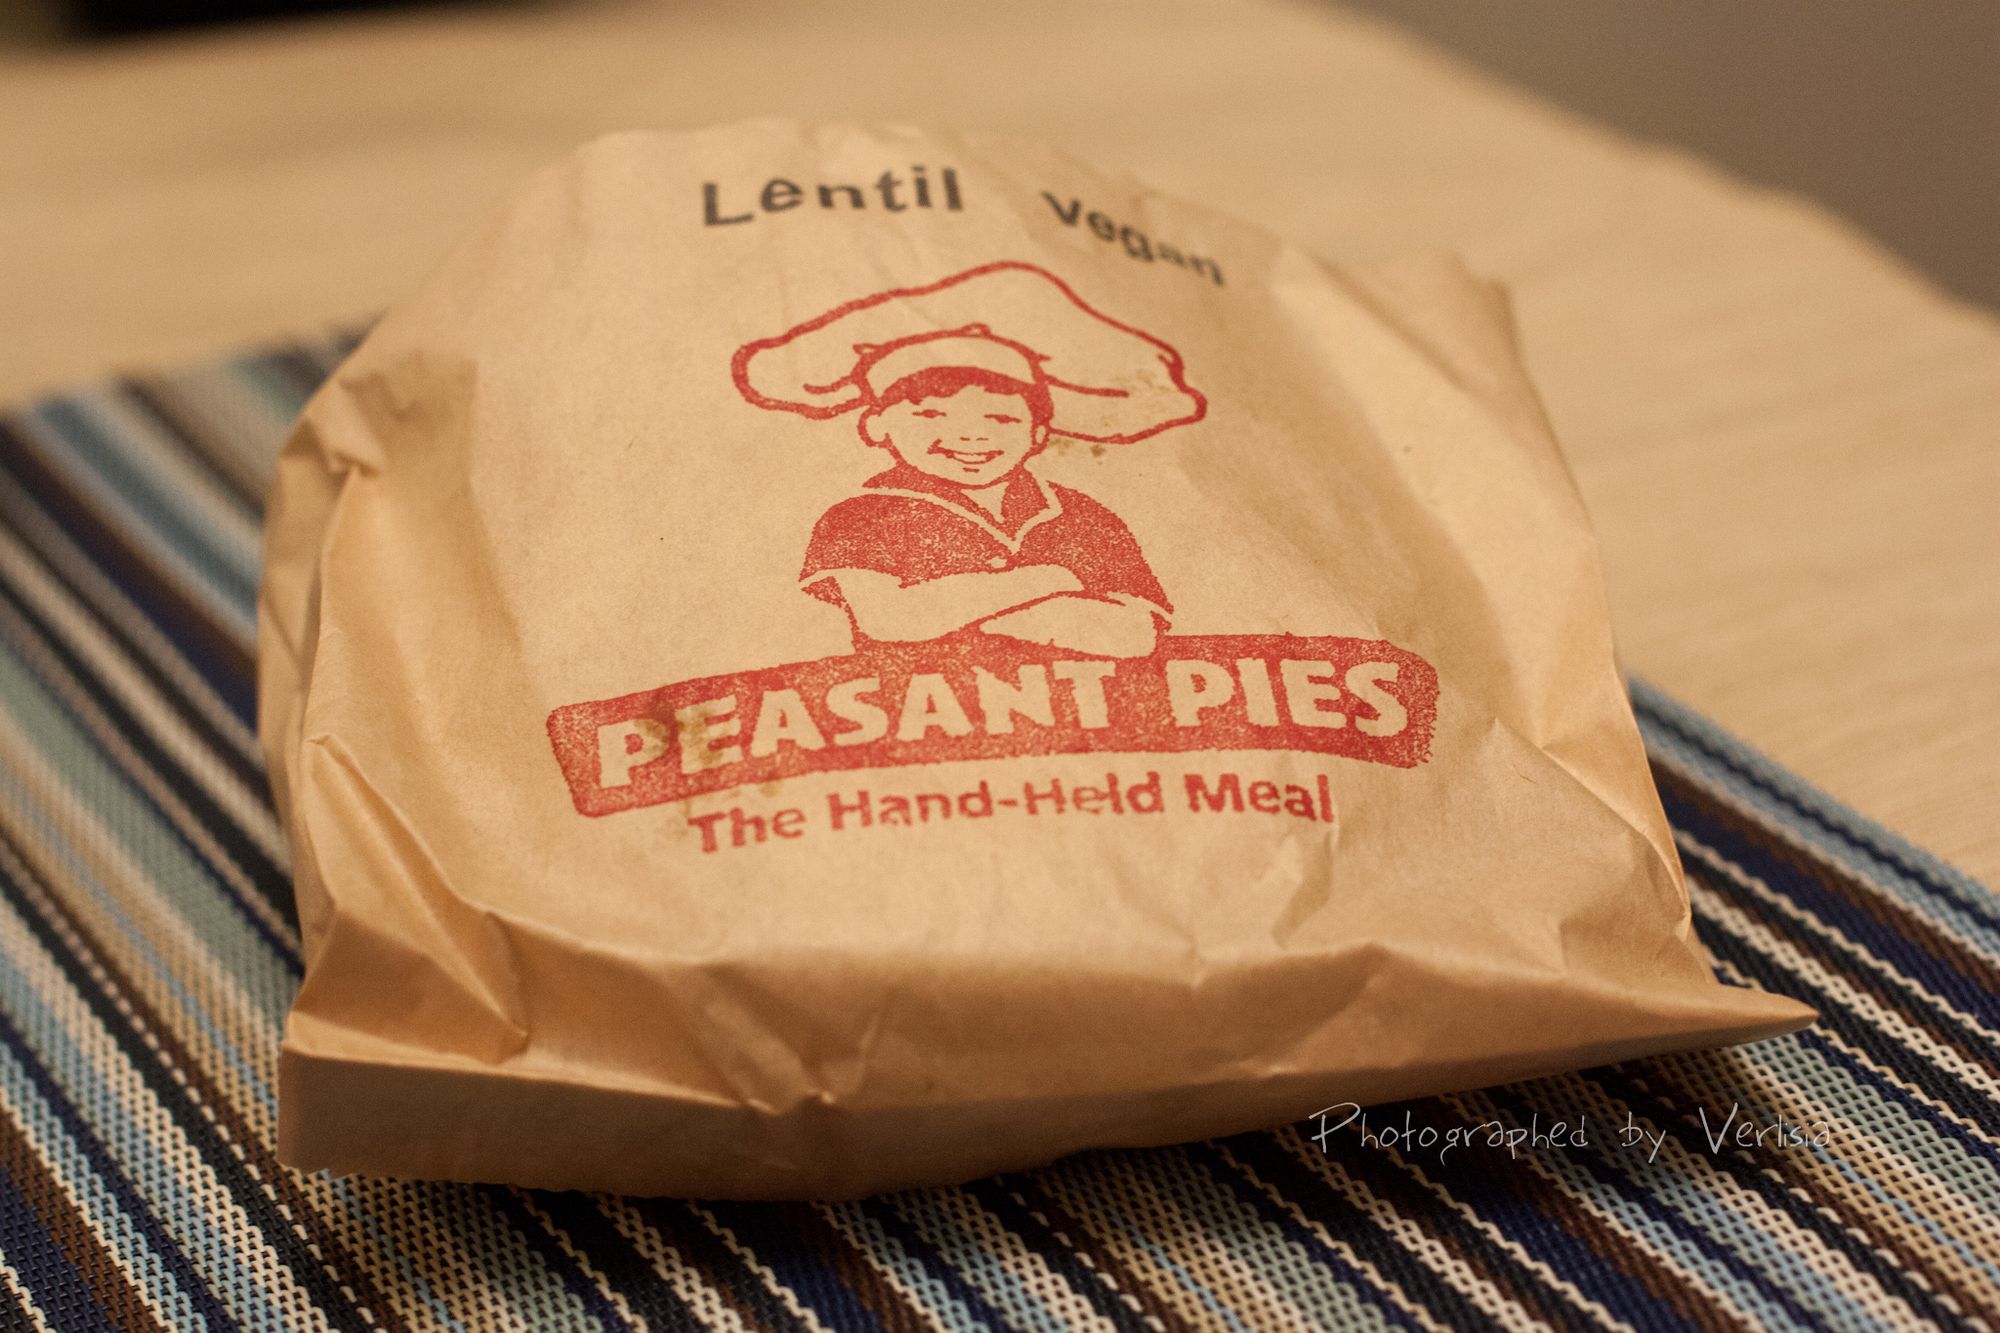 Lentil Vegan
PEASANT PIES
The Hand-Held Meal
Photographed by Verlisia